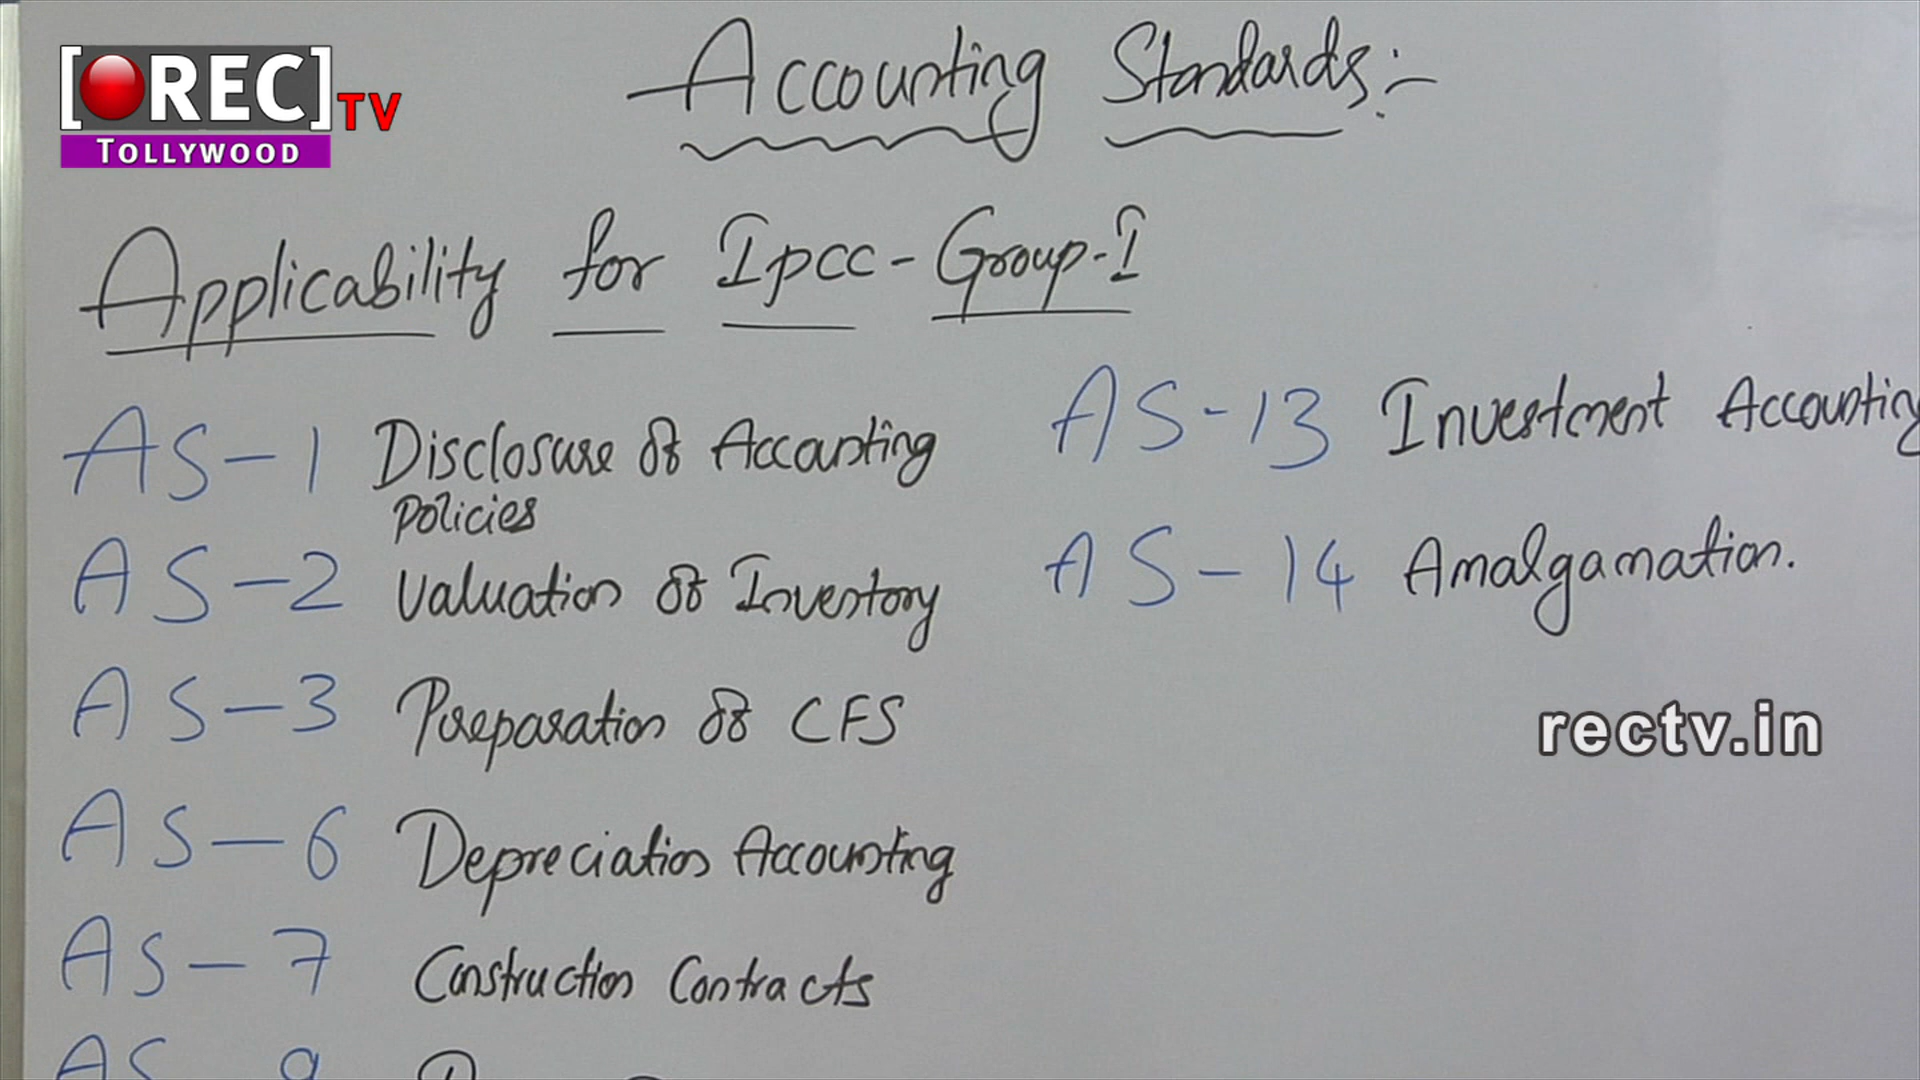 [REC] TV
TOLLYWOOD
Accounting Standards:-
Applicability for Ipcc-Group-I
AS-1 Disclosure of Accounting
policies
AS-2 Valuation of Inventory
AS-3 Preparation of CFS
AS-6 Depreciation Accounting
AS-7 Construction Contracts
AS 9
AS-13 Investment Accounting
AS-14 Amalgamation.
rectv.in